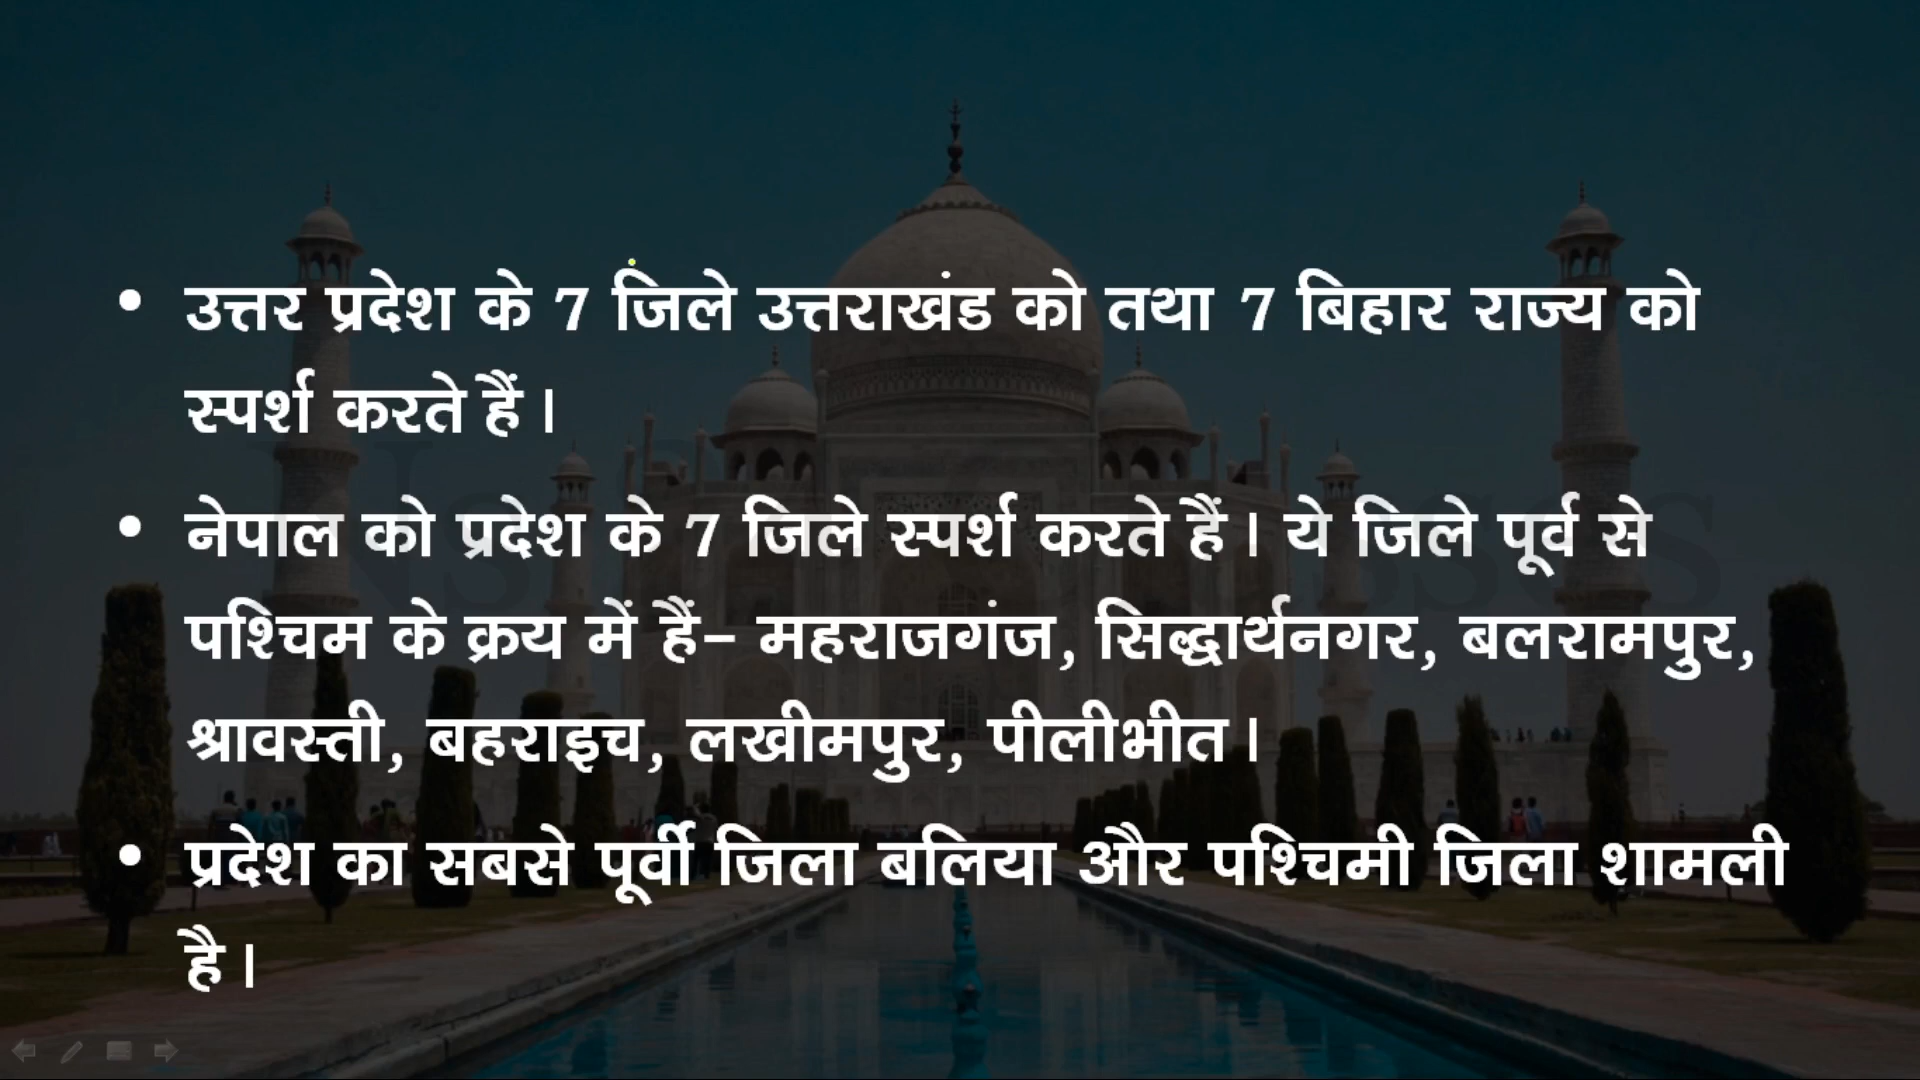 • उत्तर प्रदेश के 7 जिले उत्तराखंड को तथा 7 बिहार राज्य को
स्पर्श करते हैं।
• नेपाल को प्रदेश के 7 जिले स्पर्श करते हैं। ये जिले पूर्व से
पश्चिम के क्रय में हैं– महराजगंज, सिद्धार्थनगर, बलरामपुर,
श्रावस्ती, बहराइच, लखीमपुर, पीलीभीत।
• प्रदेश का सबसे पूर्वी जिला बलिया और पश्चिमी जिला शामली
है।